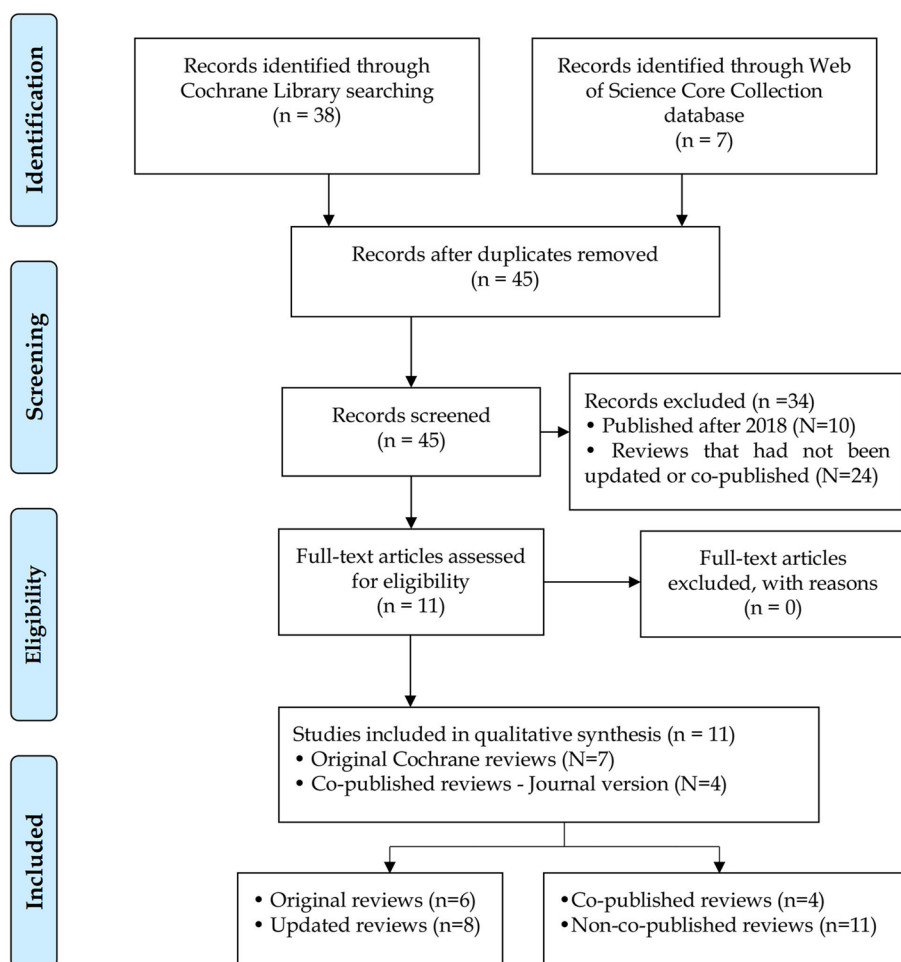 Identification
Records identified through
Cochrane Library searching
(n = 38)
Records identified through Web
of Science Core Collection
database
(n = 7)
Records after duplicates removed
(n = 45)
Screening
Records screened
(n = 45)
Records excluded (n =34)
• Published after 2018 (N=10)
• Reviews that had not been
updated or co-published (N=24)
Eligibility
Full-text articles assessed
for eligibility
(n = 11)
Full-text articles
excluded, with reasons
(n = 0)
Included
Studies included in qualitative synthesis (n = 11)
• Original Cochrane reviews (N=7)
• Co-published reviews - Journal version (N=4)
• Original reviews (n=6)
• Updated reviews (n=8)
•Co-published reviews (n=4)
•Non-co-published reviews (n=11)